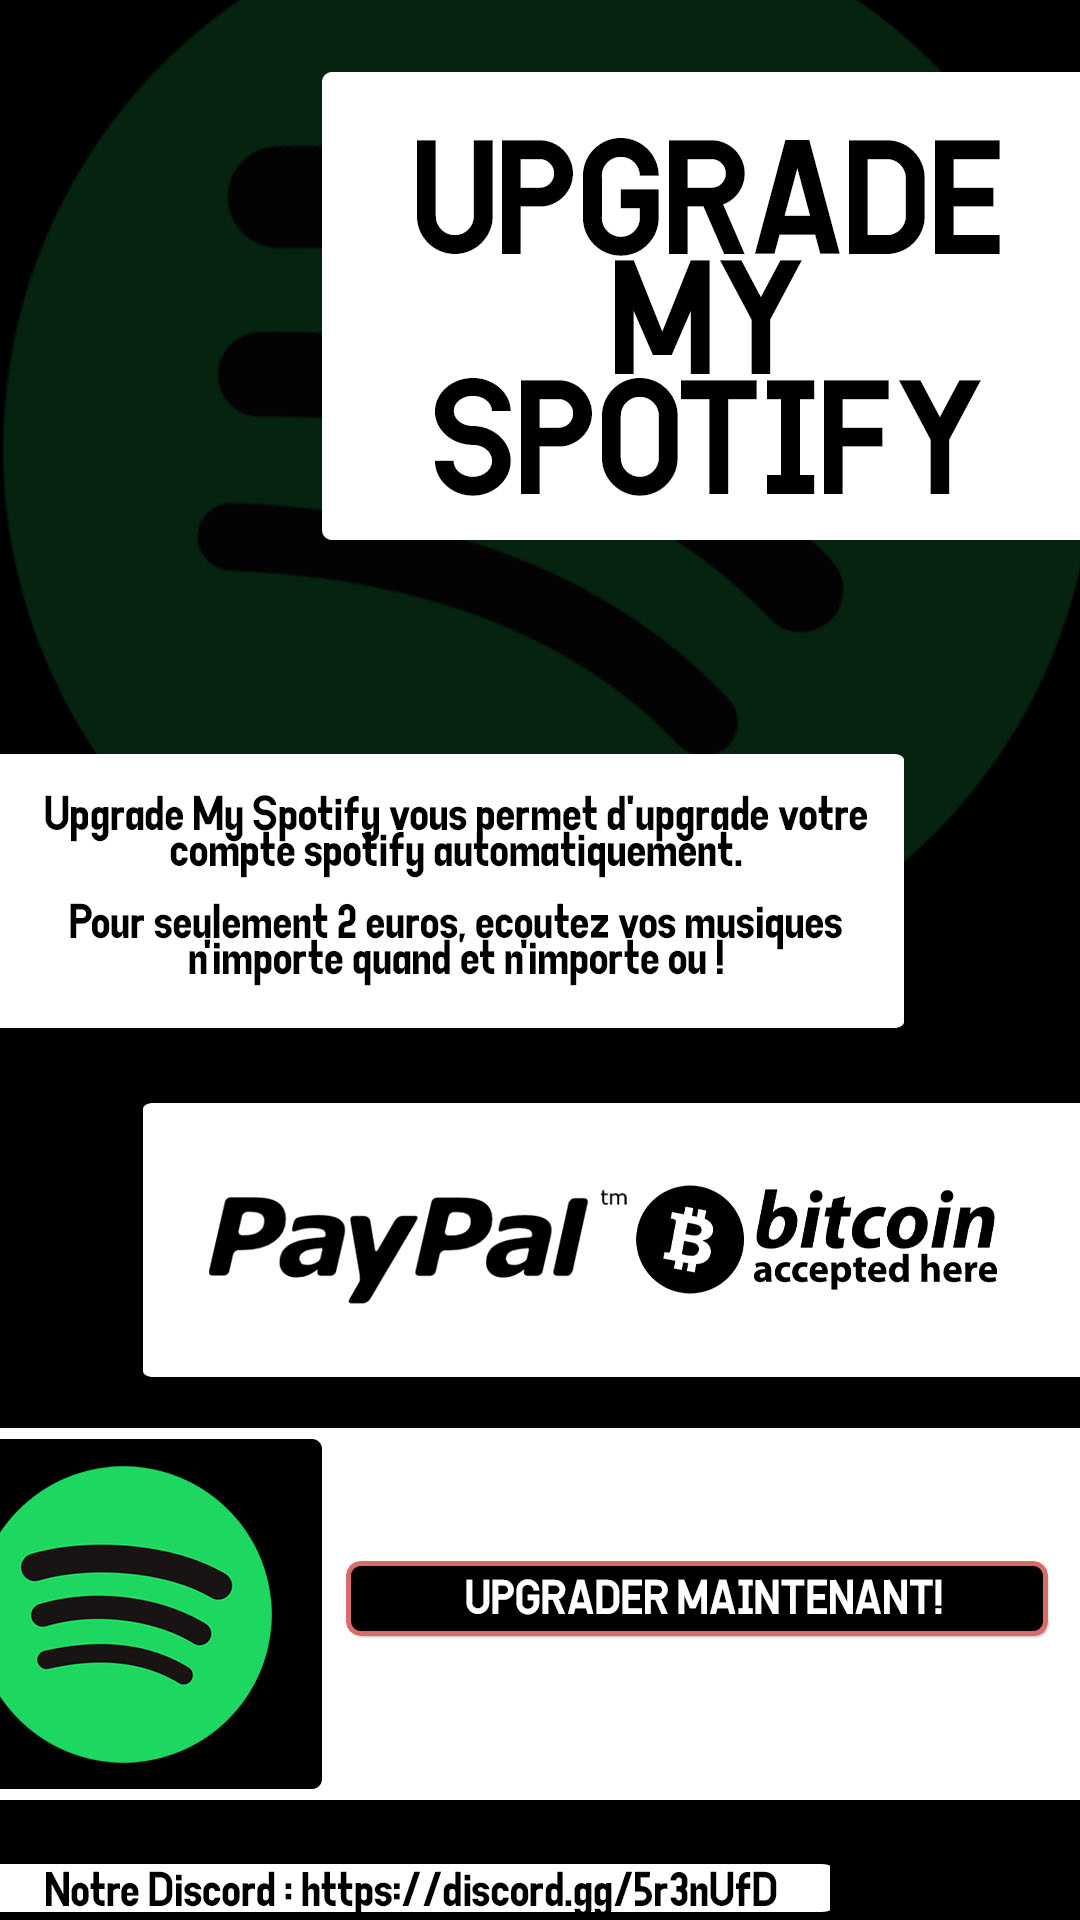 UPGRADE
MY
SPOTIFY
Upgrade My Spotify vous permet d'upgrade votre
compte spotify automatiquement.
Pour seulement 2 euros, ecoutez vos musiques
n'importe quand et n'importe ou !
PayPal tm
bitcoin
accepted here
UPGRADER MAINTENANT!
Notre Discord : https://discord.gg/5r3nUfD